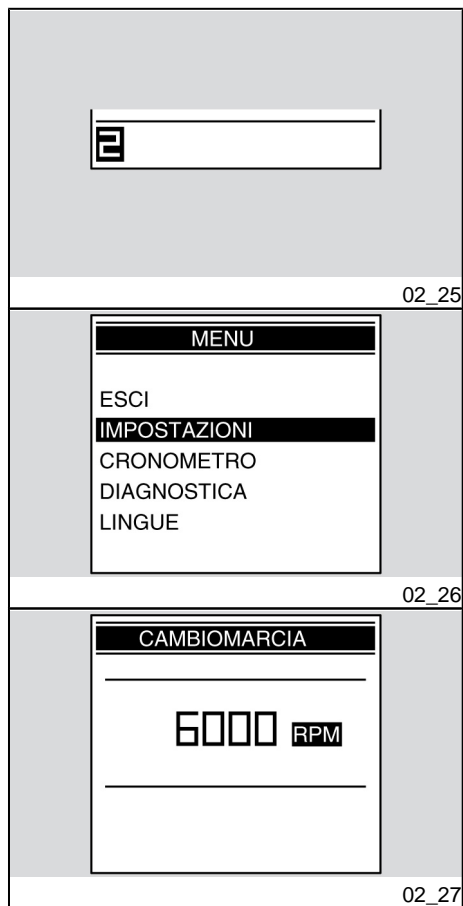 2
02_25
MENU
ESCI
IMPOSTAZIONI
CRONOMETRO
DIAGNOSTICA
LINGUE
02_26
CAMBIOMARCIA
6000 RPM
02_27